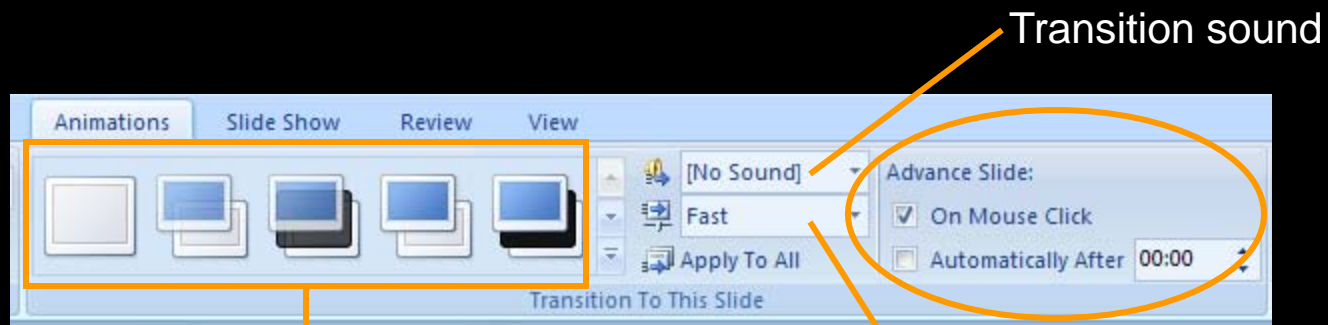 Transition sound
Animations Slide Show Review View
[No Sound] Advance Slide:
Fast On Mouse Click
Apply To All Automatically After 00:00
Transition To This Slide